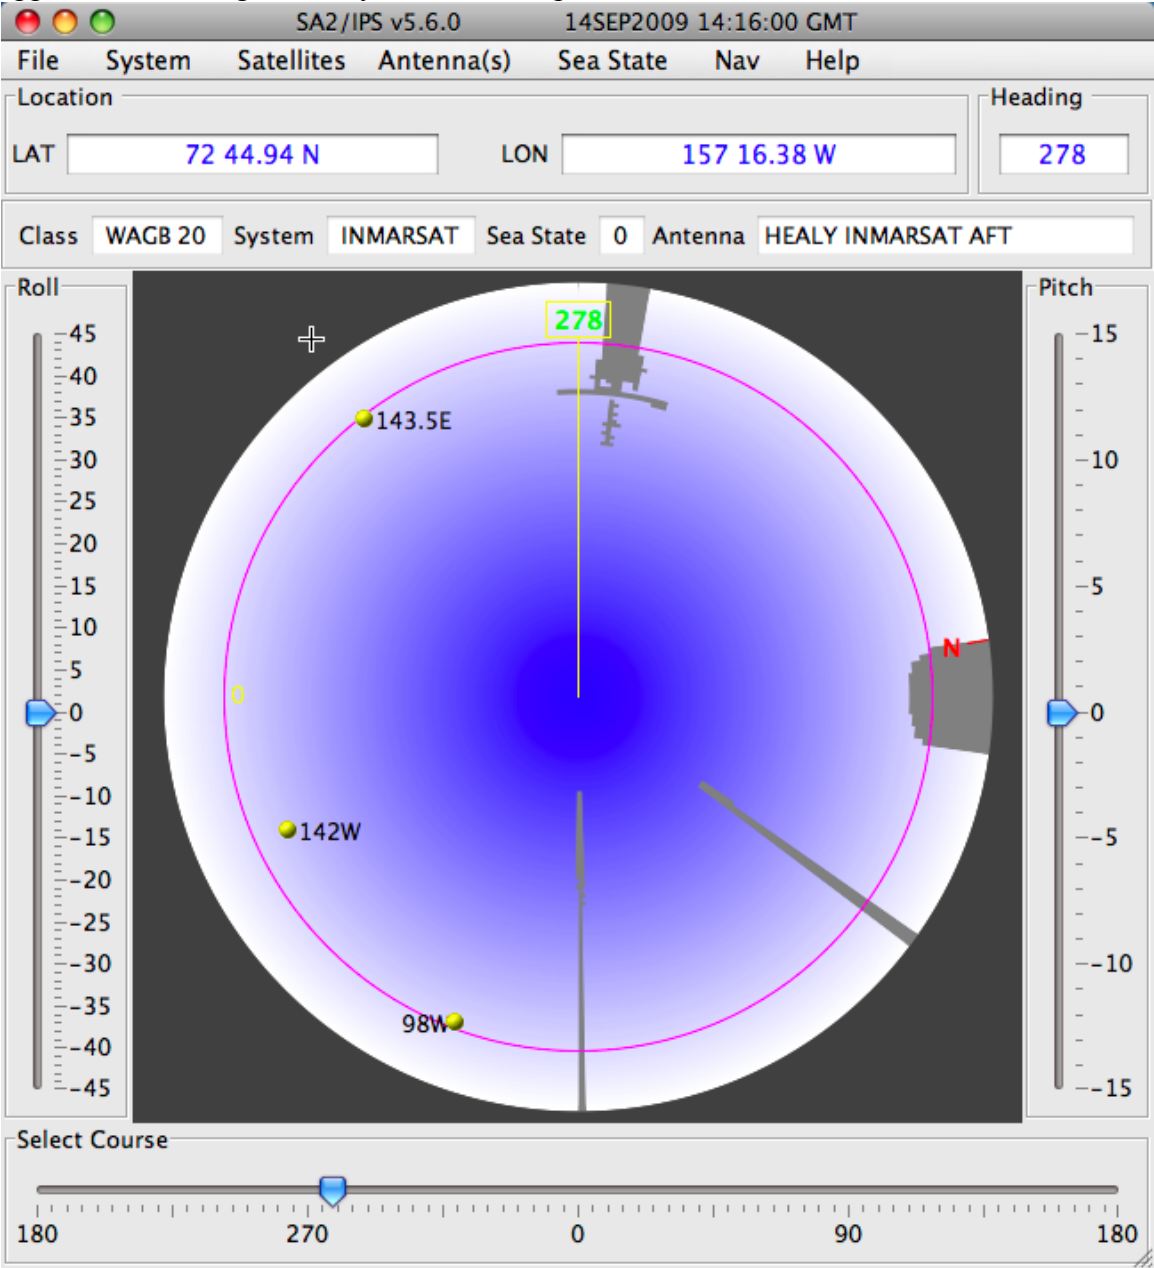 SA2/IPS v5.6.0 14SEP2009 14:16:00 GMT
File System Satellites Antenna(s) Sea State Nav Help
Location Heading
LAT 72 44.94 N LON 157 16.38 W 278
Class WAGB 20 System INMARSAT Sea State 0 Antenna HEALY INMARSAT AFT
Roll
45
40
35
30
25
20
15
10
5
0
-5
-10
-15
-20
-25
-30
-35
-40
-45
278
143.5E
N
0
142W
98W
Pitch
15
10
5
0
-5
-10
-15
Select Course
180 270 0 90 180